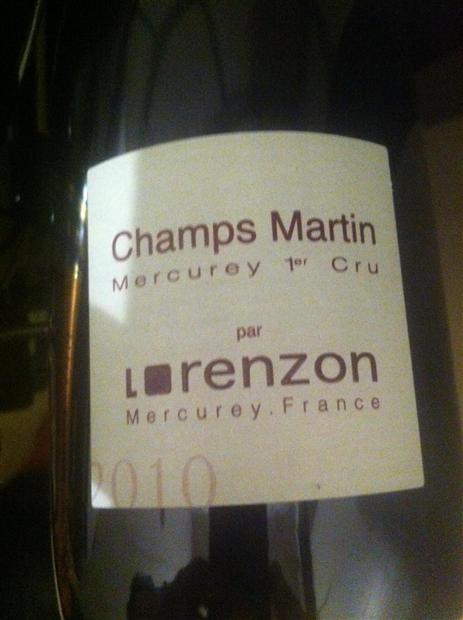 Champs Martin
Mercurey 1er Cru
par
Lorenzon
Mercurey.France
2010